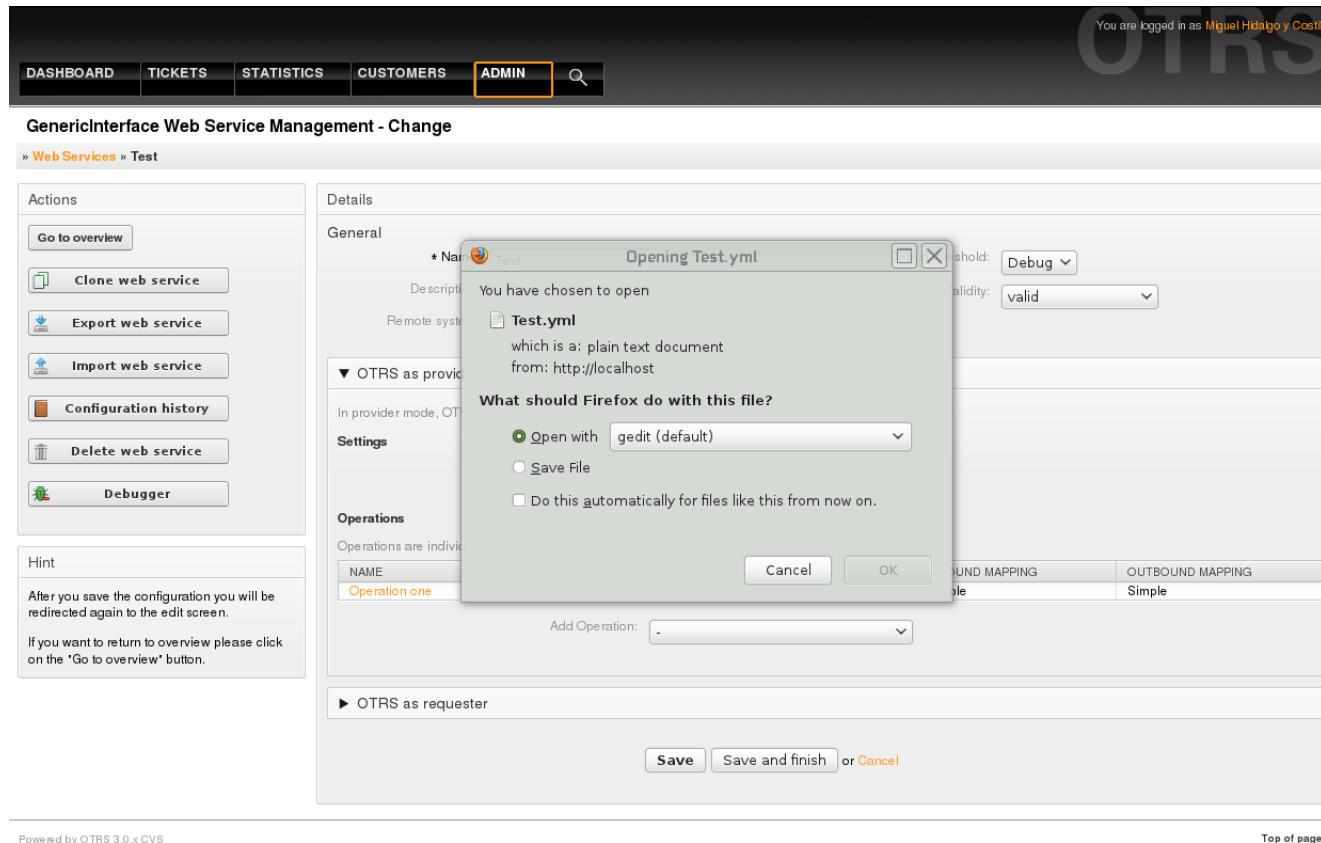 OTRS
You are logged in as Miguel Hidalgo y Costil
DASHBOARD TICKETS STATISTICS CUSTOMERS ADMIN
GenericInterface Web Service Management - Change
» Web Services » Test
Actions
Go to overview
Clone web service
Export web service
Import web service
Configuration history
Delete web service
Debugger
Hint
After you save the configuration you will be
redirected again to the edit screen.
If you want to return to overview please click
on the "Go to overview" button.
Details
General
* Nam Test
shold: Debug
Descripti
alidity: valid
Remote syste
▼ OTRS as provid
In provider mode, OT
Settings
Operations
Operations are individ
NAME UND MAPPING OUTBOUND MAPPING
Operation one ple Simple
Add Operation: -
► OTRS as requester
Save Save and finish or Cancel
Opening Test.yml
You have chosen to open
Test.yml
which is a: plain text document
from: http://localhost
What should Firefox do with this file?
Open with gedit (default)
Save File
Do this automatically for files like this from now on.
Cancel OK
Powered by OTRS 3.0.x CVS
Top of page